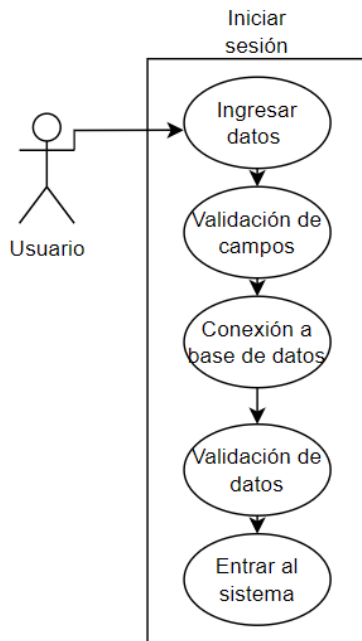 Iniciar
sesión
Ingresar
datos
Usuario
Validación de
campos
Conexión a
base de datos
Validación de
datos
Entrar al
sistema